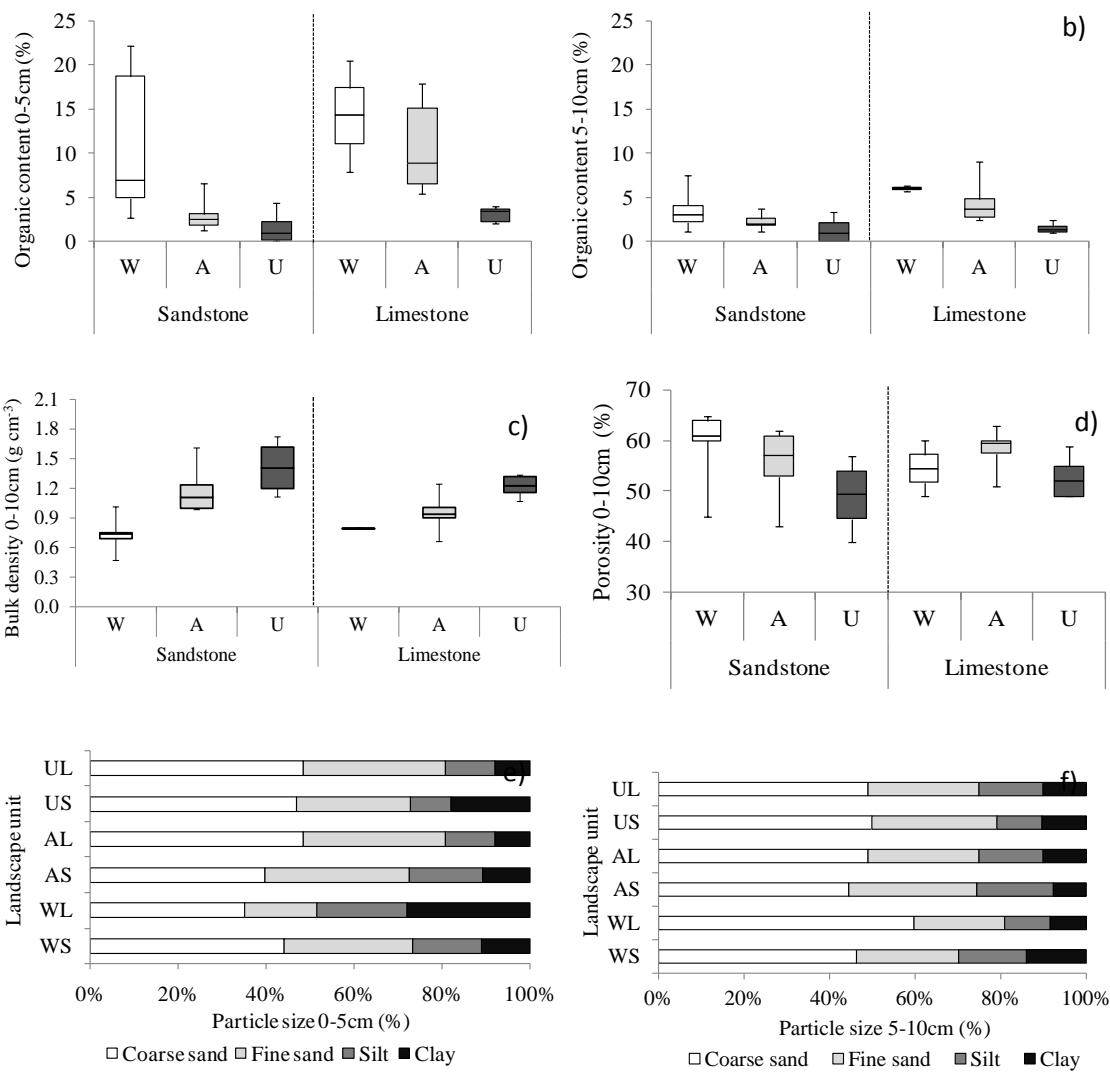 b)
Organic content 0-5cm (%)
25
20
15
10
5
0
W A U W A U
Sandstone Limestone
Organic content 5-10cm (%)
25
20
15
10
5
0
W A U W A U
Sandstone Limestone
c)
Bulk density 0-10cm (g cm-3)
2.1
1.8
1.5
1.2
0.9
0.6
0.3
0.0
W A U W A U
Sandstone Limestone
d)
Porosity 0-10cm (%)
70
60
50
40
30
W A U W A U
Sandstone Limestone
e)
Landscape unit
UL
US
AL
AS
WL
WS
0% 20% 40% 60% 80% 100%
Particle size 0-5cm (%)
Coarse sand Fine sand Silt Clay
f)
Landscape unit
UL
US
AL
AS
WL
WS
0% 20% 40% 60% 80% 100%
Particle size 5-10cm (%)
Coarse sand Fine sand Silt Clay